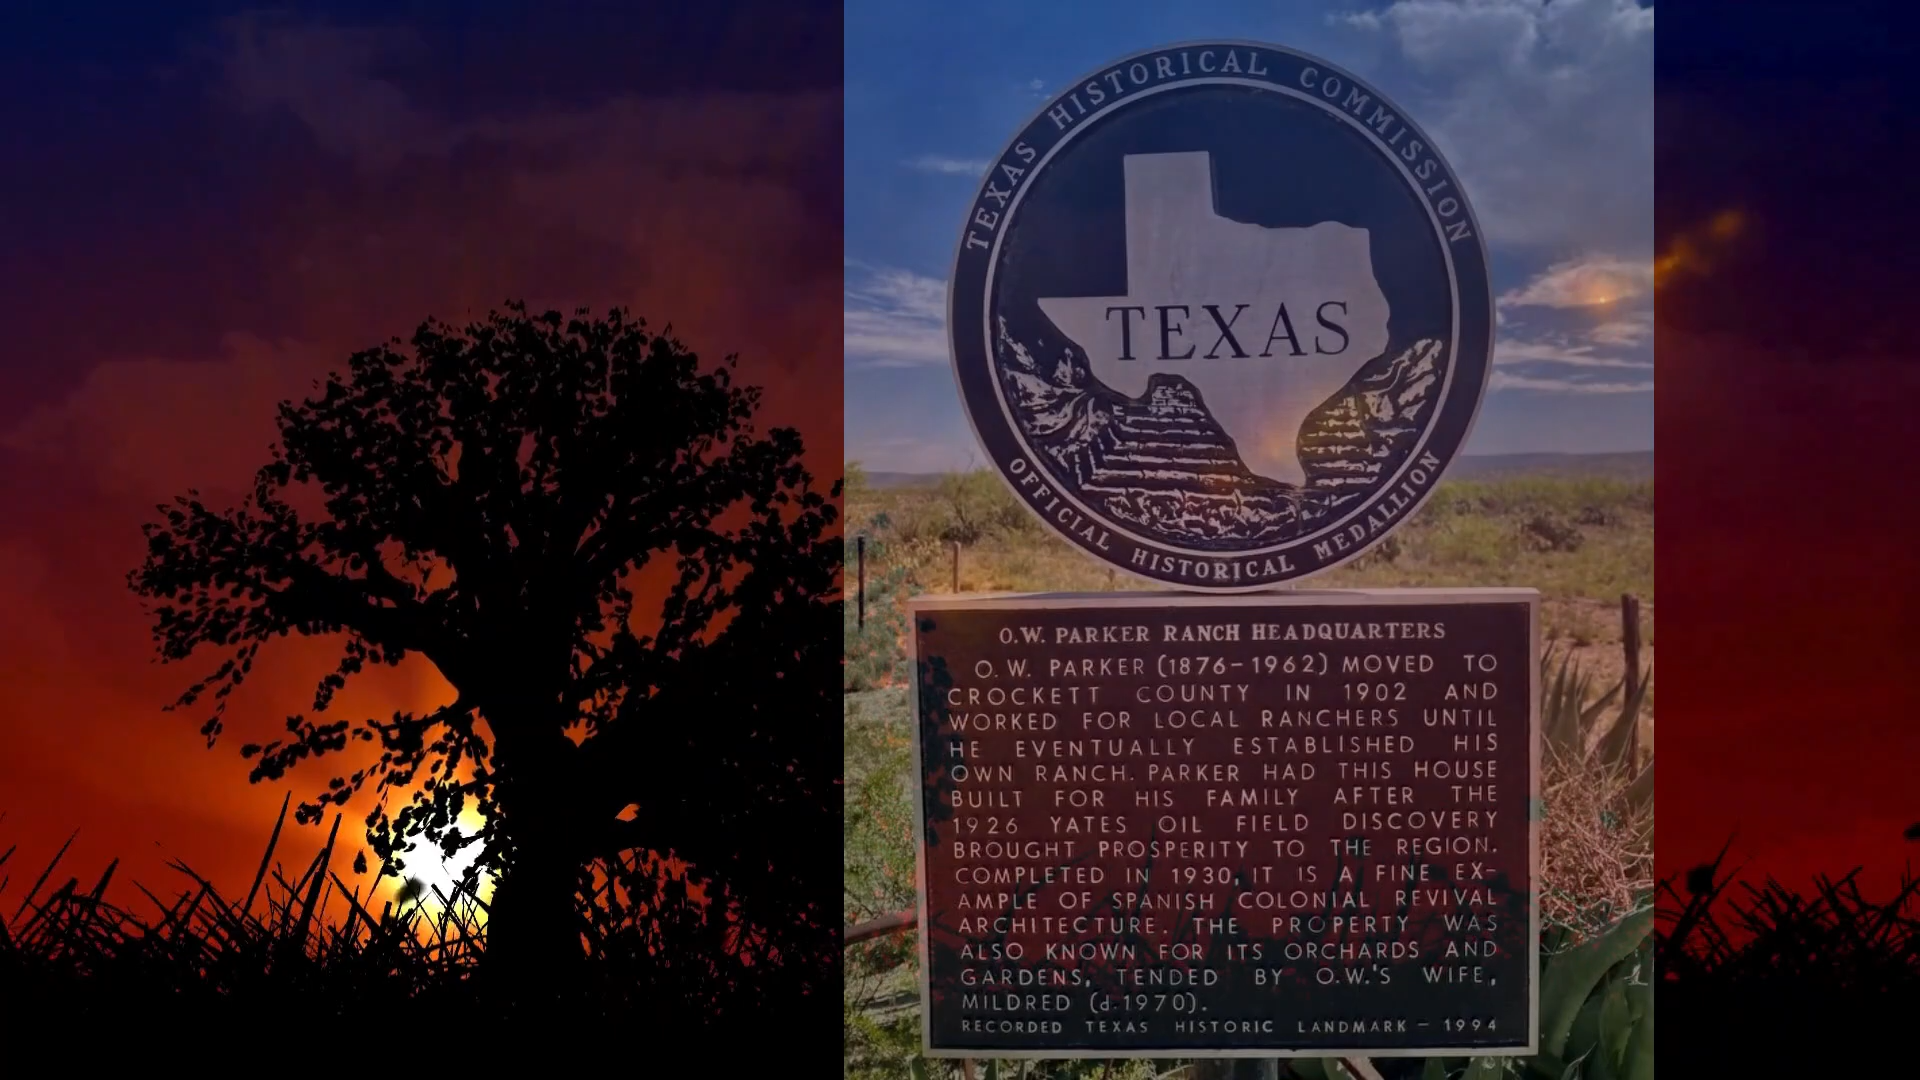 TEXAS HISTORICAL COMMISSION
TEXAS
OFFICIAL HISTORICAL MEDALLION
O.W. PARKER RANCH HEADQUARTERS
O.W. PARKER (1876-1962) MOVED TO
CROCKETT COUNTY IN 1902 AND
WORKED FOR LOCAL RANCHERS UNTIL
HE EVENTUALLY ESTABLISHED HIS
OWN RANCH. PARKER HAD THIS HOUSE
BUILT FOR HIS FAMILY AFTER THE
1926 YATES OIL FIELD DISCOVERY
BROUGHT PROSPERITY TO THE REGION.
COMPLETED IN 1930, IT IS A FINE EX-
AMPLE OF SPANISH COLONIAL REVIVAL
ARCHITECTURE. THE PROPERTY WAS
ALSO KNOWN FOR ITS ORCHARDS AND
GARDENS, TENDED BY O.W.'S WIFE,
MILDRED (d.1970).
RECORDED TEXAS HISTORIC LANDMARK - 1994